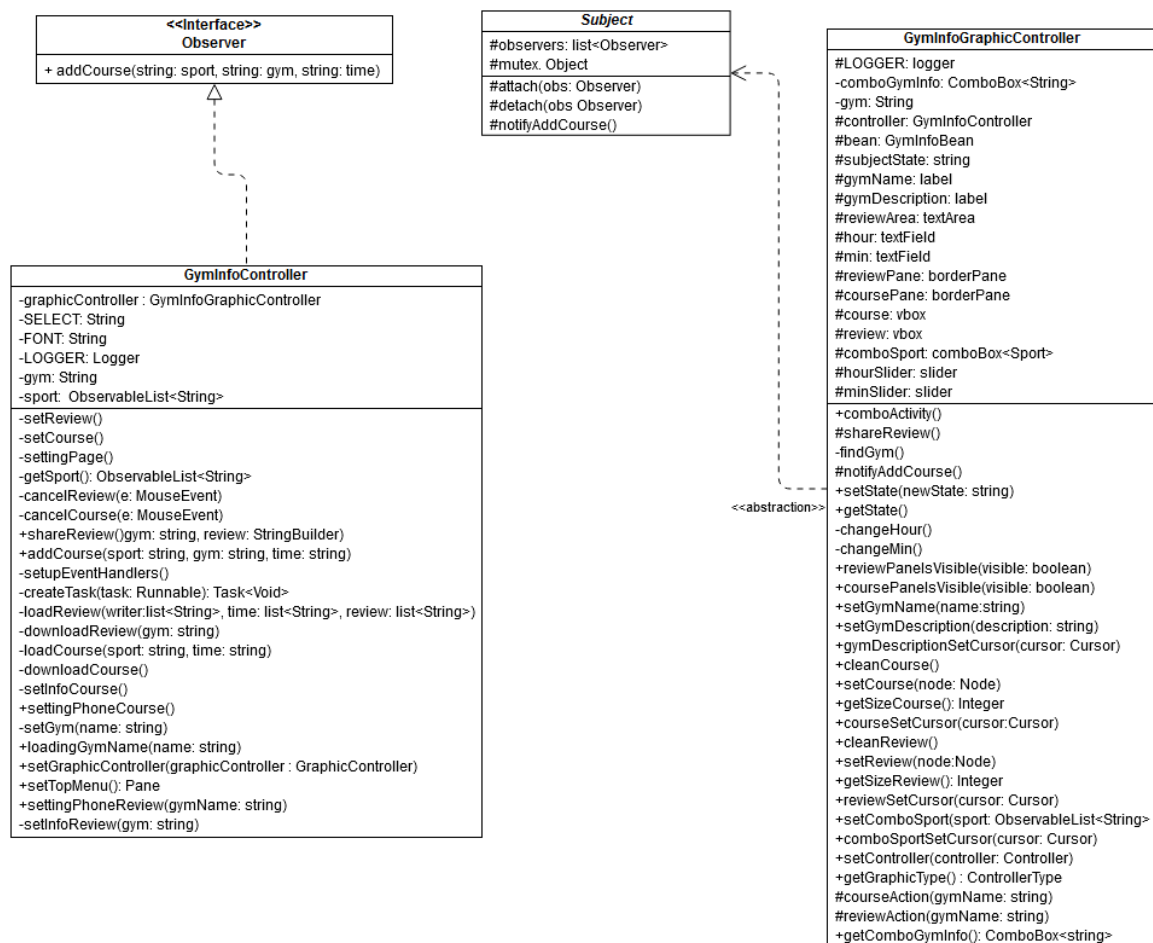 <<Interface>>
Observer
+ addCourse(string: sport, string: gym, string: time)
Subject
#observers: list<Observer>
#mutex. Object
#attach(obs: Observer)
#detach(obs Observer)
#notifyAddCourse()
GymInfoGraphicController
#LOGGER: logger
-comboGymInfo: ComboBox<String>
-gym: String
#controller: GymInfoController
#bean: GymInfoBean
#subjectState: string
#gymName: label
#gymDescription: label
#reviewArea: textArea
#hour: textField
#min: textField
#reviewPane: borderPane
#coursePane: borderPane
#course: vbox
#review: vbox
#comboSport: comboBox<Sport>
#hourSlider: slider
#minSlider: slider
+comboActivity()
#shareReview()
-findGym()
#notifyAddCourse()
+setState(newState: string)
+getState()
-changeHour()
-changeMin()
+reviewPanelsVisible(visible: boolean)
+coursePanelsVisible(visible: boolean)
+setGymName(name:string)
+setGymDescription(description: string)
+gymDescriptionSetCursor(cursor: Cursor)
+cleanCourse()
+setCourse(node: Node)
+getSizeCourse(): Integer
+courseSetCursor(cursor:Cursor)
+cleanReview()
+setReview(node:Node)
+getSizeReview(): Integer
+reviewSetCursor(cursor: Cursor)
+setComboSport(sport: ObservableList<String>
+comboSportSetCursor(cursor: Cursor)
+setController(controller: Controller)
+getGraphicType() : ControllerType
#courseAction(gymName: string)
#reviewAction(gymName: string)
+getComboGymInfo(): ComboBox<string>
<<abstraction>>
GymInfoController
-graphicController : GymInfoGraphicController
-SELECT: String
-FONT: String
-LOGGER: Logger
-gym: String
-sport: ObservableList<String>
-setReview()
-setCourse()
-settingPage()
-getSport(): ObservableList<String>
-cancelReview(e: MouseEvent)
-cancelCourse(e: MouseEvent)
+shareReview()gym: string, review: StringBuilder)
+addCourse(sport: string, gym: string, time: string)
-setupEventHandlers()
-createTask(task: Runnable): Task<Void>
-loadReview(writer:list<String>, time: list<String>, review: list<String>)
-downloadReview(gym: string)
-loadCourse(sport: string, time: string)
-downloadCourse()
-setInfoCourse()
+settingPhoneCourse()
-setGym(name: string)
+loadingGymName(name: string)
+setGraphicController(graphicController : GraphicController)
+setTopMenu(): Pane
+settingPhoneReview(gymName: string)
-setInfoReview(gym: string)